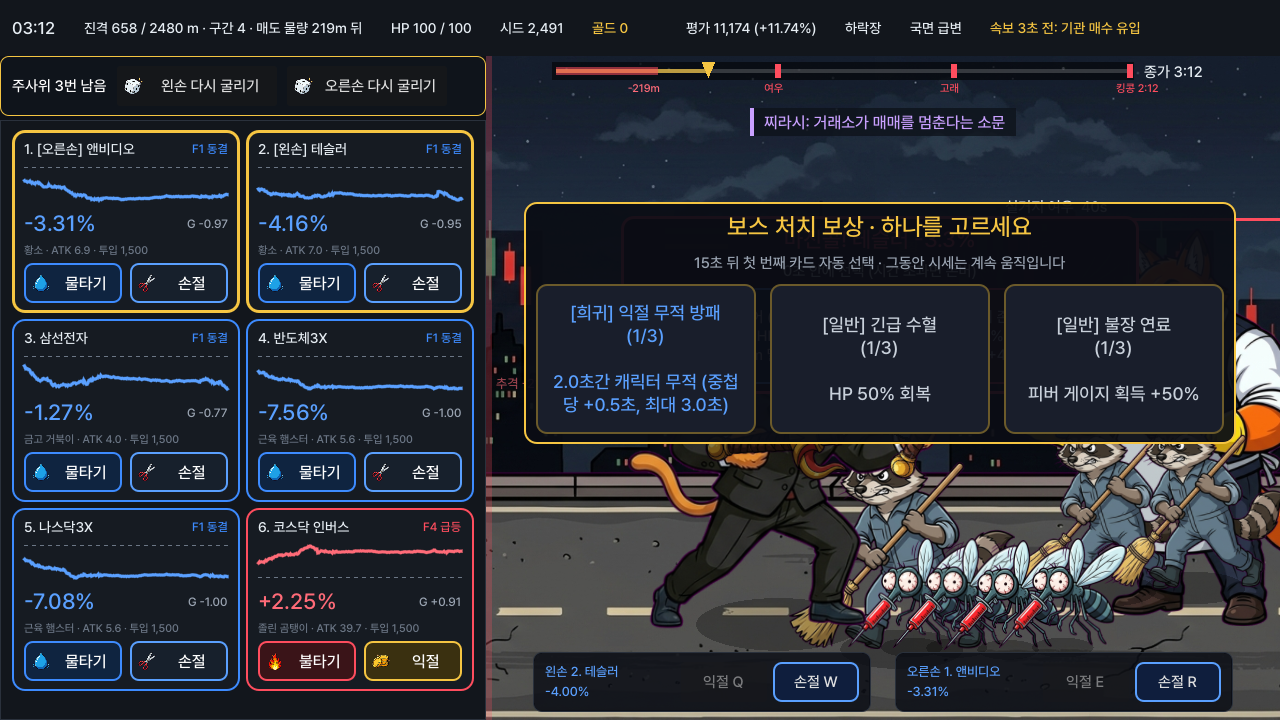 03:12 진격 658 / 2480 m · 구간 4 · 매도 물량 219m 뒤 HP 100 / 100 시드 2,491 골드 0 평가 11,174 (+11.74%) 하락장 국면 급변 속보 3초 전: 기관 매수 유입
주사위 3번 남음 왼손 다시 굴리기 오른손 다시 굴리기
1. [오른손] 앤비디오 F1 동결
-3.31% G -0.97
황소 · ATK 6.9 · 투입 1,500
물타기 손절
2. [왼손] 테슬러 F1 동결
-4.16% G -0.95
황소 · ATK 7.0 · 투입 1,500
물타기 손절
3. 삼선전자 F1 동결
-1.27% G -0.77
금고 거북이 · ATK 4.0 · 투입 1,500
물타기 손절
4. 반도체3X F1 동결
-7.56% G -1.00
근육 햄스터 · ATK 5.6 · 투입 1,500
물타기 손절
5. 나스닥3X F1 동결
-7.08% G -1.00
근육 햄스터 · ATK 5.6 · 투입 1,500
물타기 손절
6. 코스닥 인버스 F4 급등
+2.25% G +0.91
졸린 곰탱이 · ATK 39.7 · 투입 1,500
불타기 익절
종가 3:12
-219m 여우 고래 킹콩 2:12
찌라시: 거래소가 매매를 멈춘다는 소문
보스 처치 보상 · 하나를 고르세요
15초 뒤 첫 번째 카드 자동 선택 · 그동안 시세는 계속 움직입니다
[희귀] 익절 무적 방패
(1/3)
2.0초간 캐릭터 무적 (중첩
당 +0.5초, 최대 3.0초)
[일반] 긴급 수혈
(1/3)
HP 50% 회복
[일반] 불장 연료
(1/3)
피버 게이지 획득 +50%
추격
왼손 2. 테슬러
-4.00%
익절 Q 손절 W
오른손 1. 앤비디오
-3.31%
익절 E 손절 R